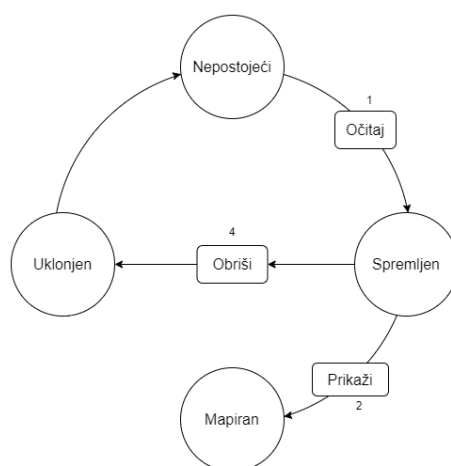 Nepostojeći
1
Očitaj
4
Uklonjen
Obriši
Spremljen
Prikaži
2
Mapiran